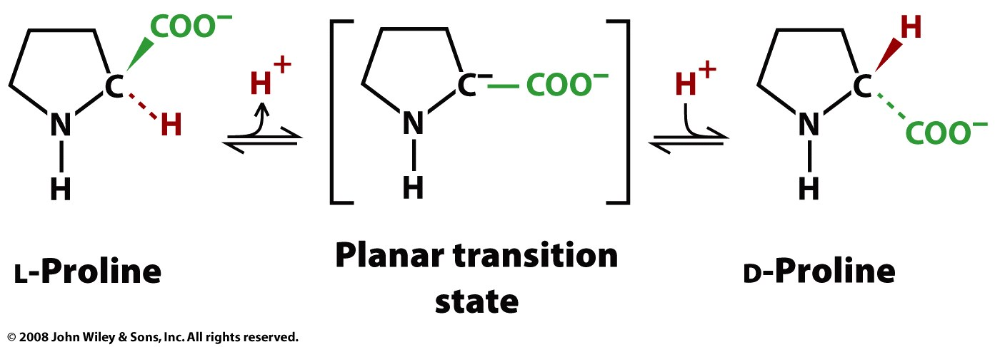 COO⁻
C
H
N
H
H⁺
C⁻
COO⁻
N
H
H⁺
H
C
COO⁻
N
H
L-Proline
Planar transition
state
D-Proline
© 2008 John Wiley & Sons, Inc. All rights reserved.